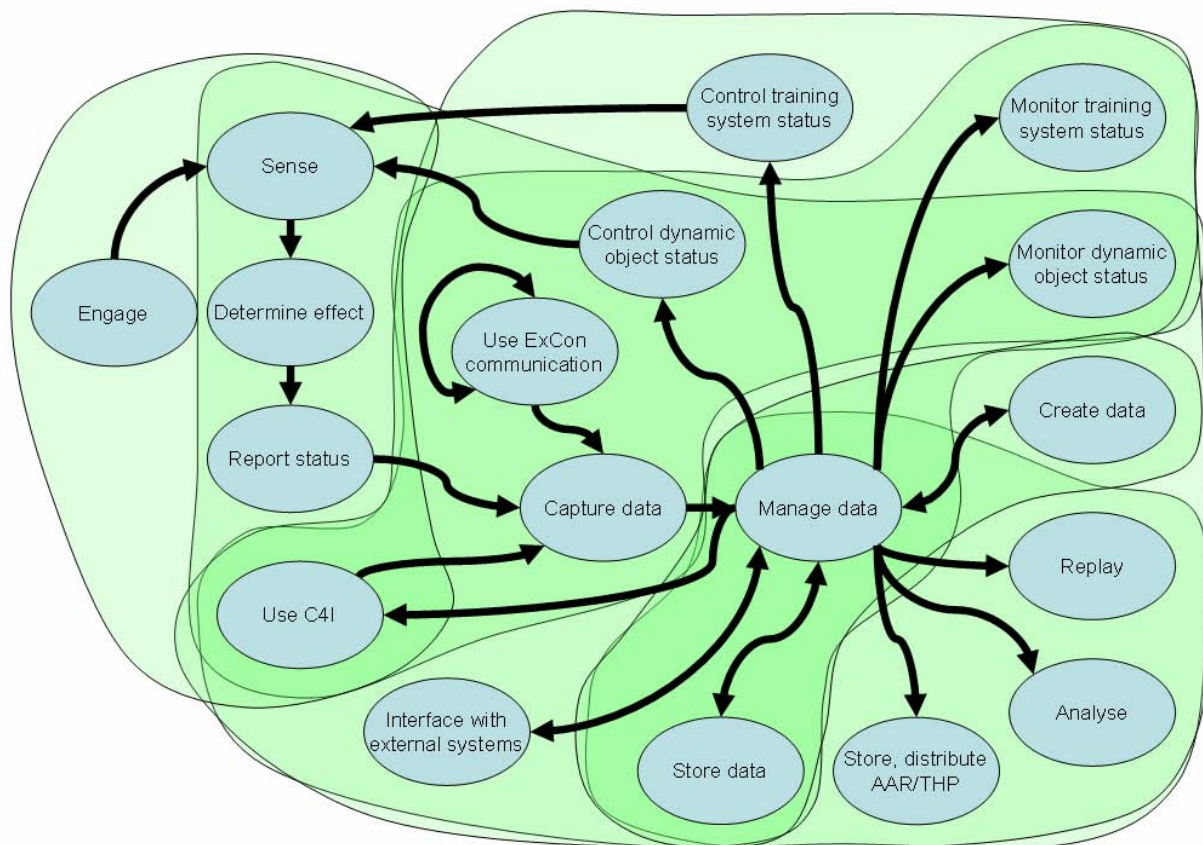 Control training
system status
Monitor training
system status
Sense
Control dynamic
object status
Monitor dynamic
object status
Engage
Determine effect
Use ExCon
communication
Create data
Report status
Capture data
Manage data
Replay
Use C4I
Interface with
external systems
Analyse
Store data
Store, distribute
AAR/THP